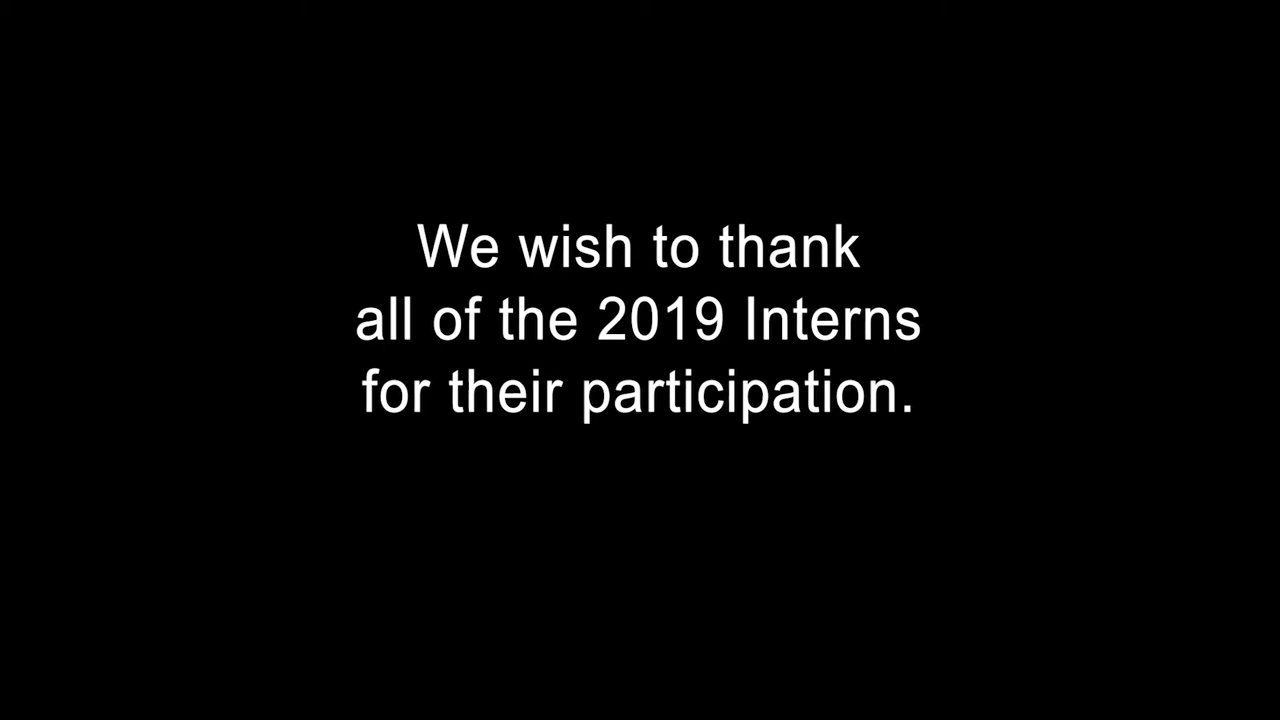 We wish to thank
all of the 2019 Interns
for their participation.